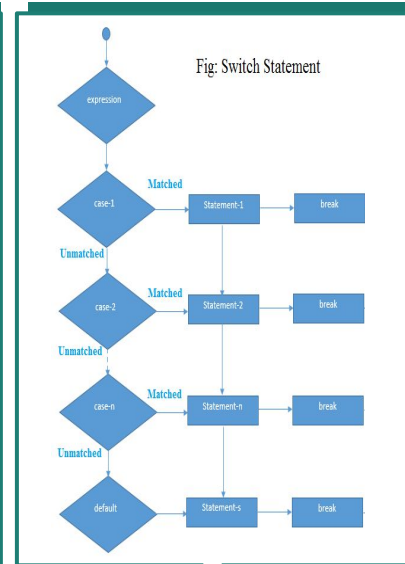 Fig: Switch Statement
expression
Matched
case-1
Statement-1
break
Unmatched
Matched
case-2
Statement-2
break
Unmatched
Matched
case-n
Statement-n
break
Unmatched
default
Statement-s
break